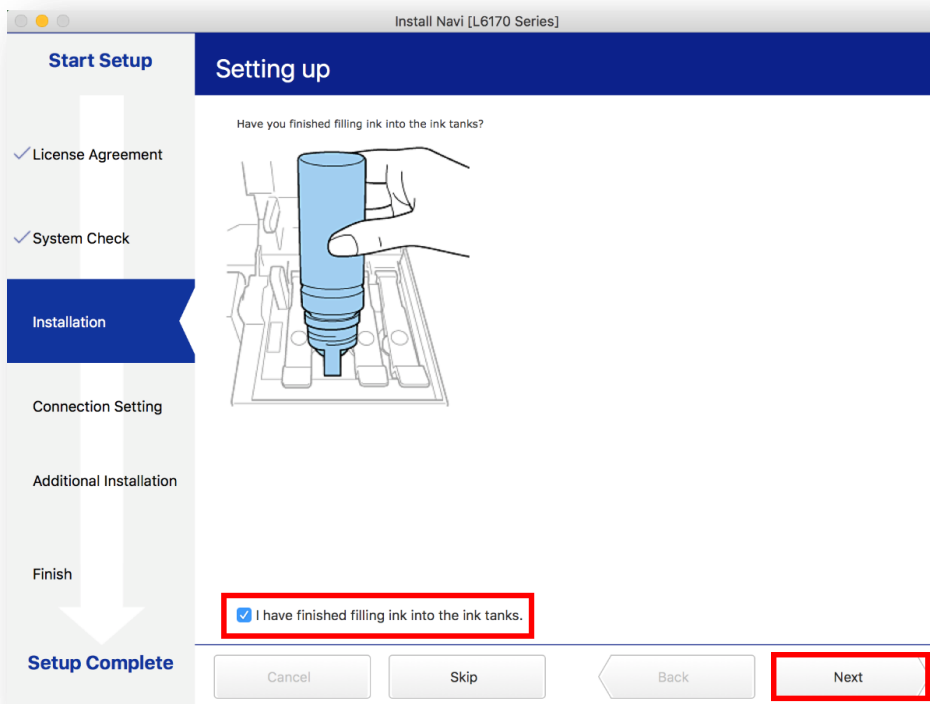 Install Navi [L6170 Series]
Start Setup
License Agreement
System Check
Installation
Connection Setting
Additional Installation
Finish
Setup Complete
Setting up
Have you finished filling ink into the ink tanks?
I have finished filling ink into the ink tanks.
Cancel
Skip
Back
Next